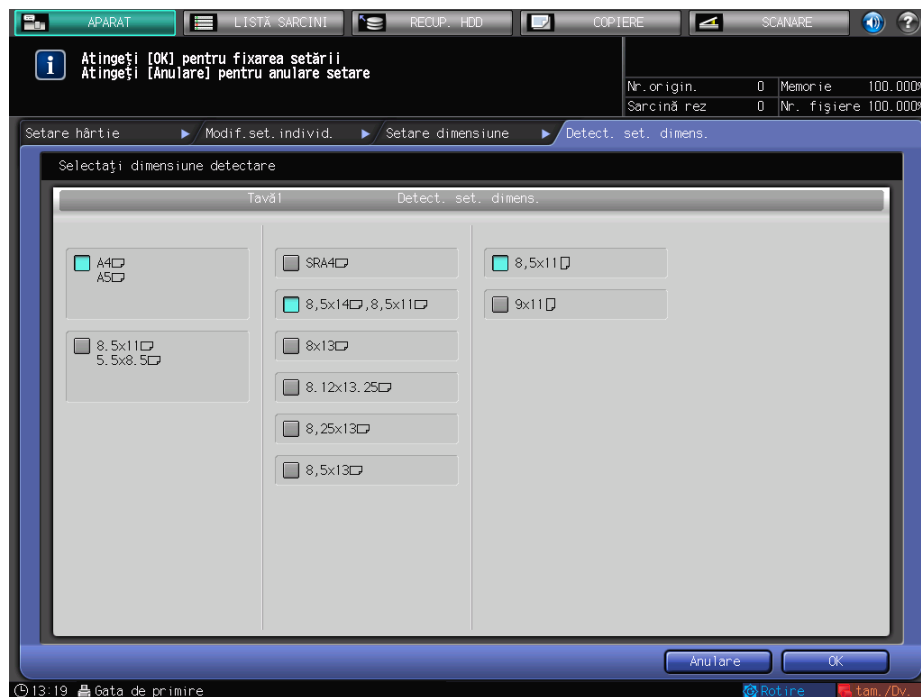 APARAT
LISTĂ SARCINI
RECUP. HDD
COPIERE
SCANARE
Atingeţi [OK] pentru fixarea setării
Atingeţi [Anulare] pentru anulare setare
Nr.origin. 0 Memorie 100.000%
Sarcină rez 0 Nr. fişiere 100.000%
Setare hârtie
Modif.set.individ.
Setare dimensiune
Detect. set. dimens.
Selectaţi dimensiune detectare
Tavă1 Detect. set. dimens.
A4
A5
8.5x11
5.5x8.5
SRA4
8,5x14 ,8,5x11
8x13
8.12x13.25
8,25x13
8,5x13
8,5x11
9x11
Anulare
OK
13:19 Gata de primire
Rotire
tam./Dv.